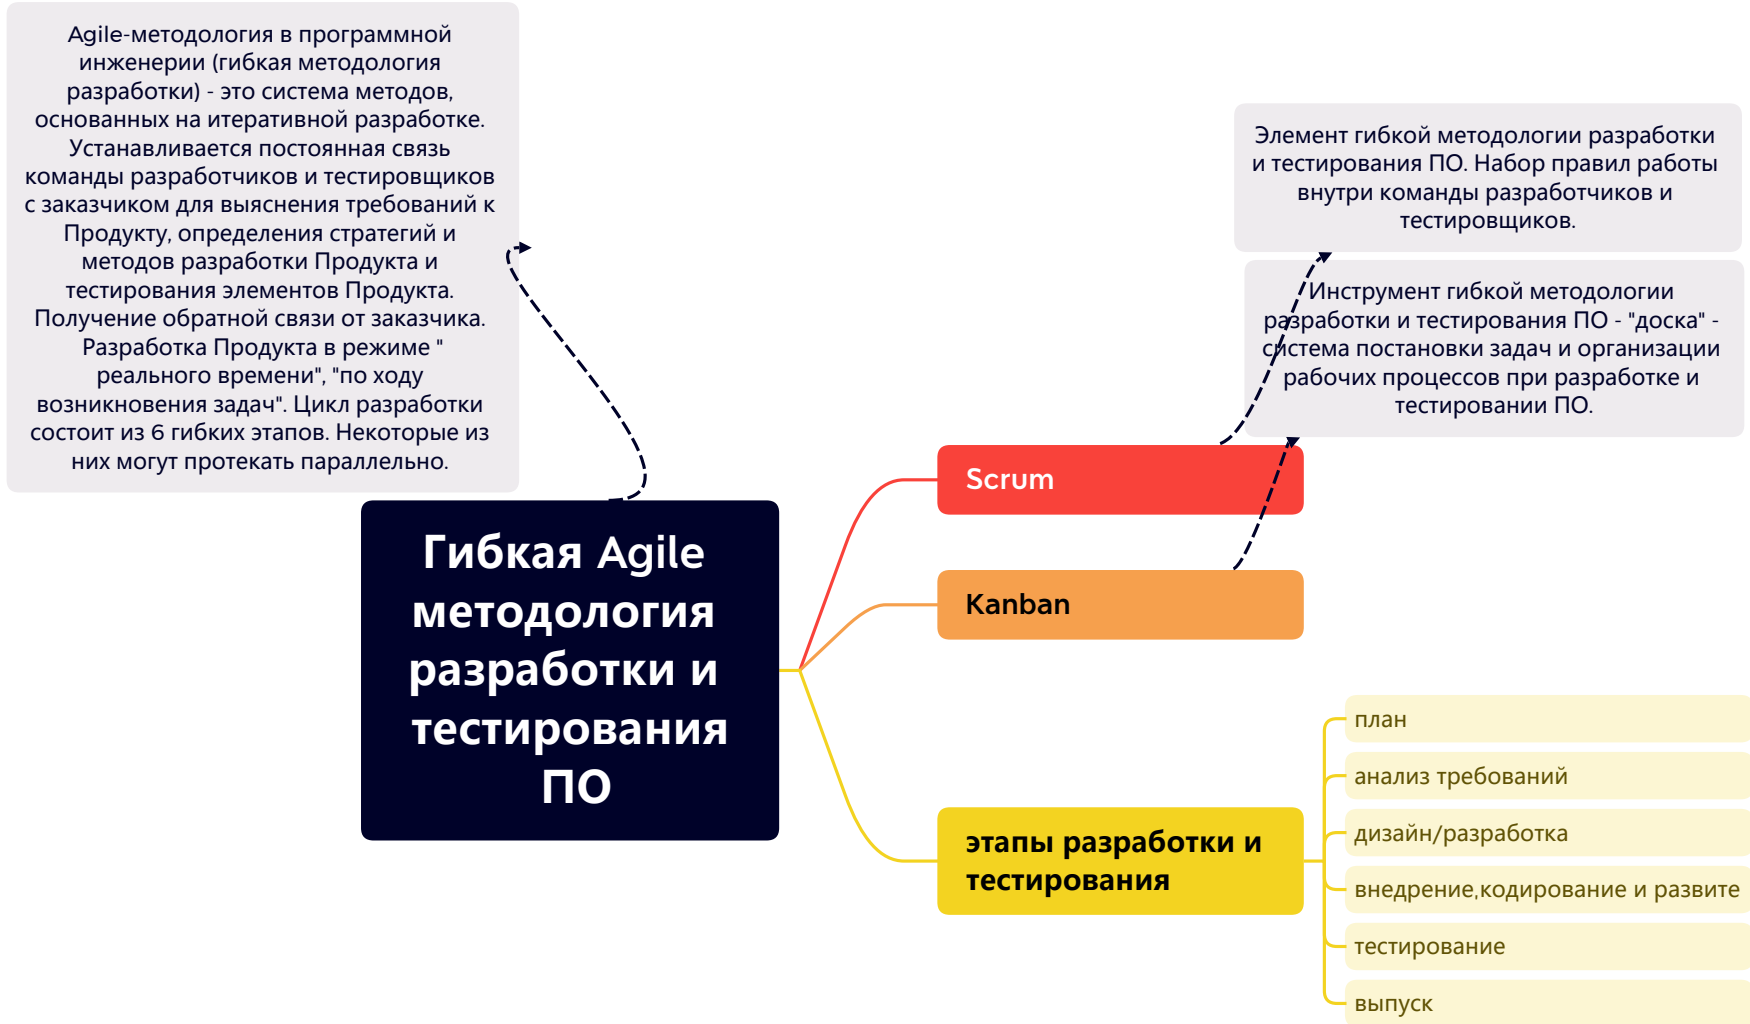 Agile-методология в программной
инженерии (гибкая методология
разработки) - это система методов,
основанных на итеративной разработке.
Устанавливается постоянная связь
команды разработчиков и тестировщиков
с заказчиком для выяснения требований к
Продукту, определения стратегий и
методов разработки Продукта и
тестирования элементов Продукта.
Получение обратной связи от заказчика.
Разработка Продукта в режиме "
реального времени", "по ходу
возникновения задач". Цикл разработки
состоит из 6 гибких этапов. Некоторые из
них могут протекать параллельно.
Элемент гибкой методологии разработки
и тестирования ПО. Набор правил работы
внутри команды разработчиков и
тестировщиков.
Инструмент гибкой методологии
разработки и тестирования ПО - "доска" -
система постановки задач и организации
рабочих процессов при разработке и
тестировании ПО.
Гибкая Agile
методология
разработки и
тестирования
ПО
Scrum
Kanban
этапы разработки и
тестирования
план
анализ требований
дизайн/разработка
внедрение,кодирование и развите
тестирование
выпуск